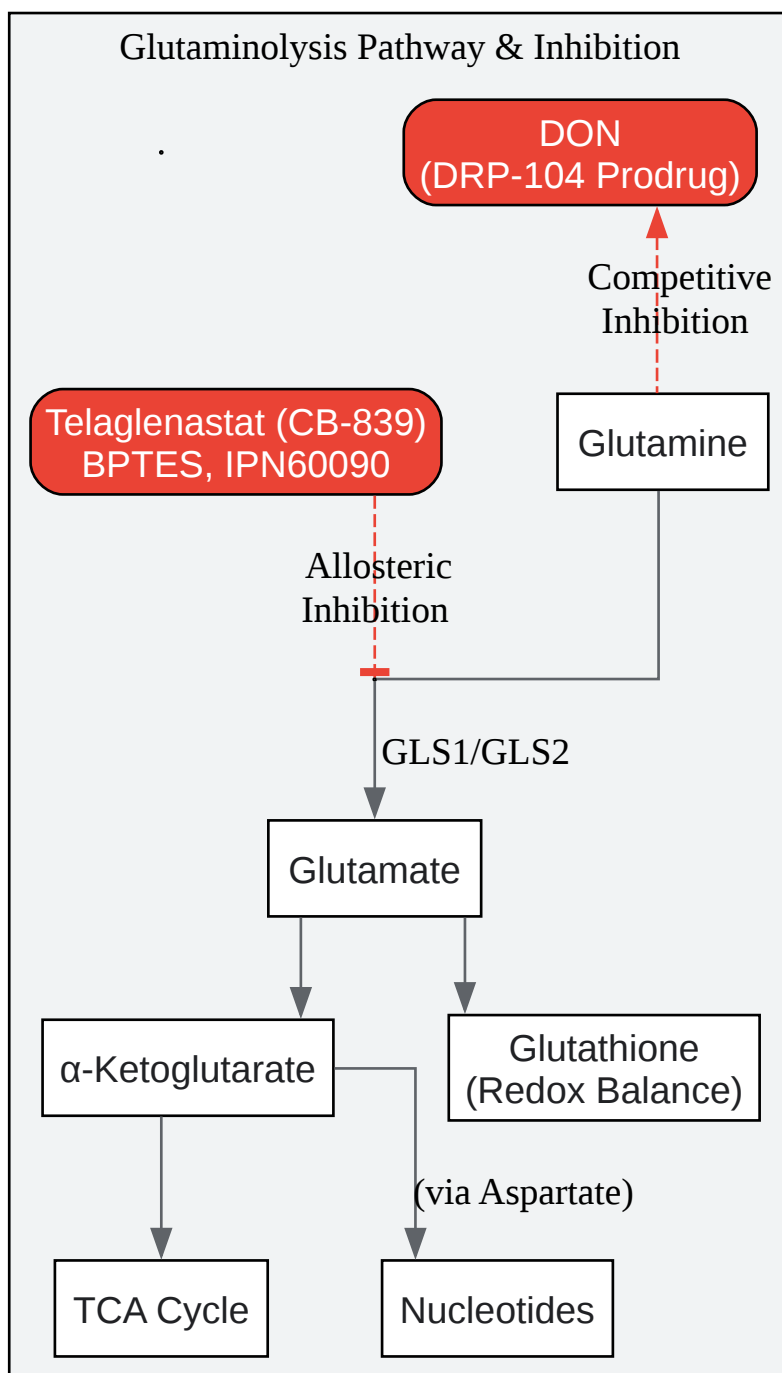 Glutaminolysis Pathway & Inhibition
DON
(DRP-104 Prodrug)
Competitive
Inhibition
Telaglenastat (CB-839)
BPTES, IPN60090
Glutamine
Allosteric
Inhibition
GLS1/GLS2
Glutamate
α-Ketoglutarate
Glutathione
(Redox Balance)
(via Aspartate)
TCA Cycle
Nucleotides